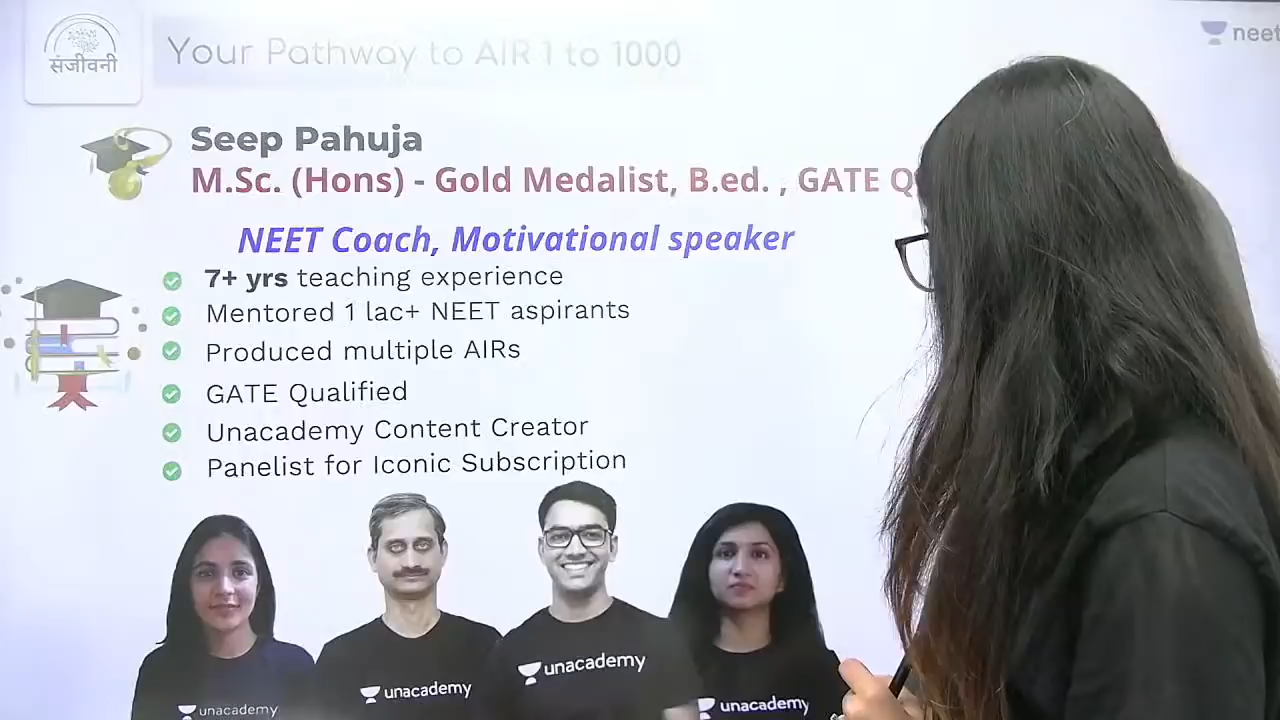 संजीवनी
Your Pathway to AIR 1 to 1000
neet
Seep Pahuja
M.Sc. (Hons) - Gold Medalist, B.ed. , GATE Q
NEET Coach, Motivational speaker
7+ yrs teaching experience
Mentored 1 lac+ NEET aspirants
Produced multiple AIRs
GATE Qualified
Unacademy Content Creator
Panelist for Iconic Subscription
unacademy
unacademy
unacademy
unacademy